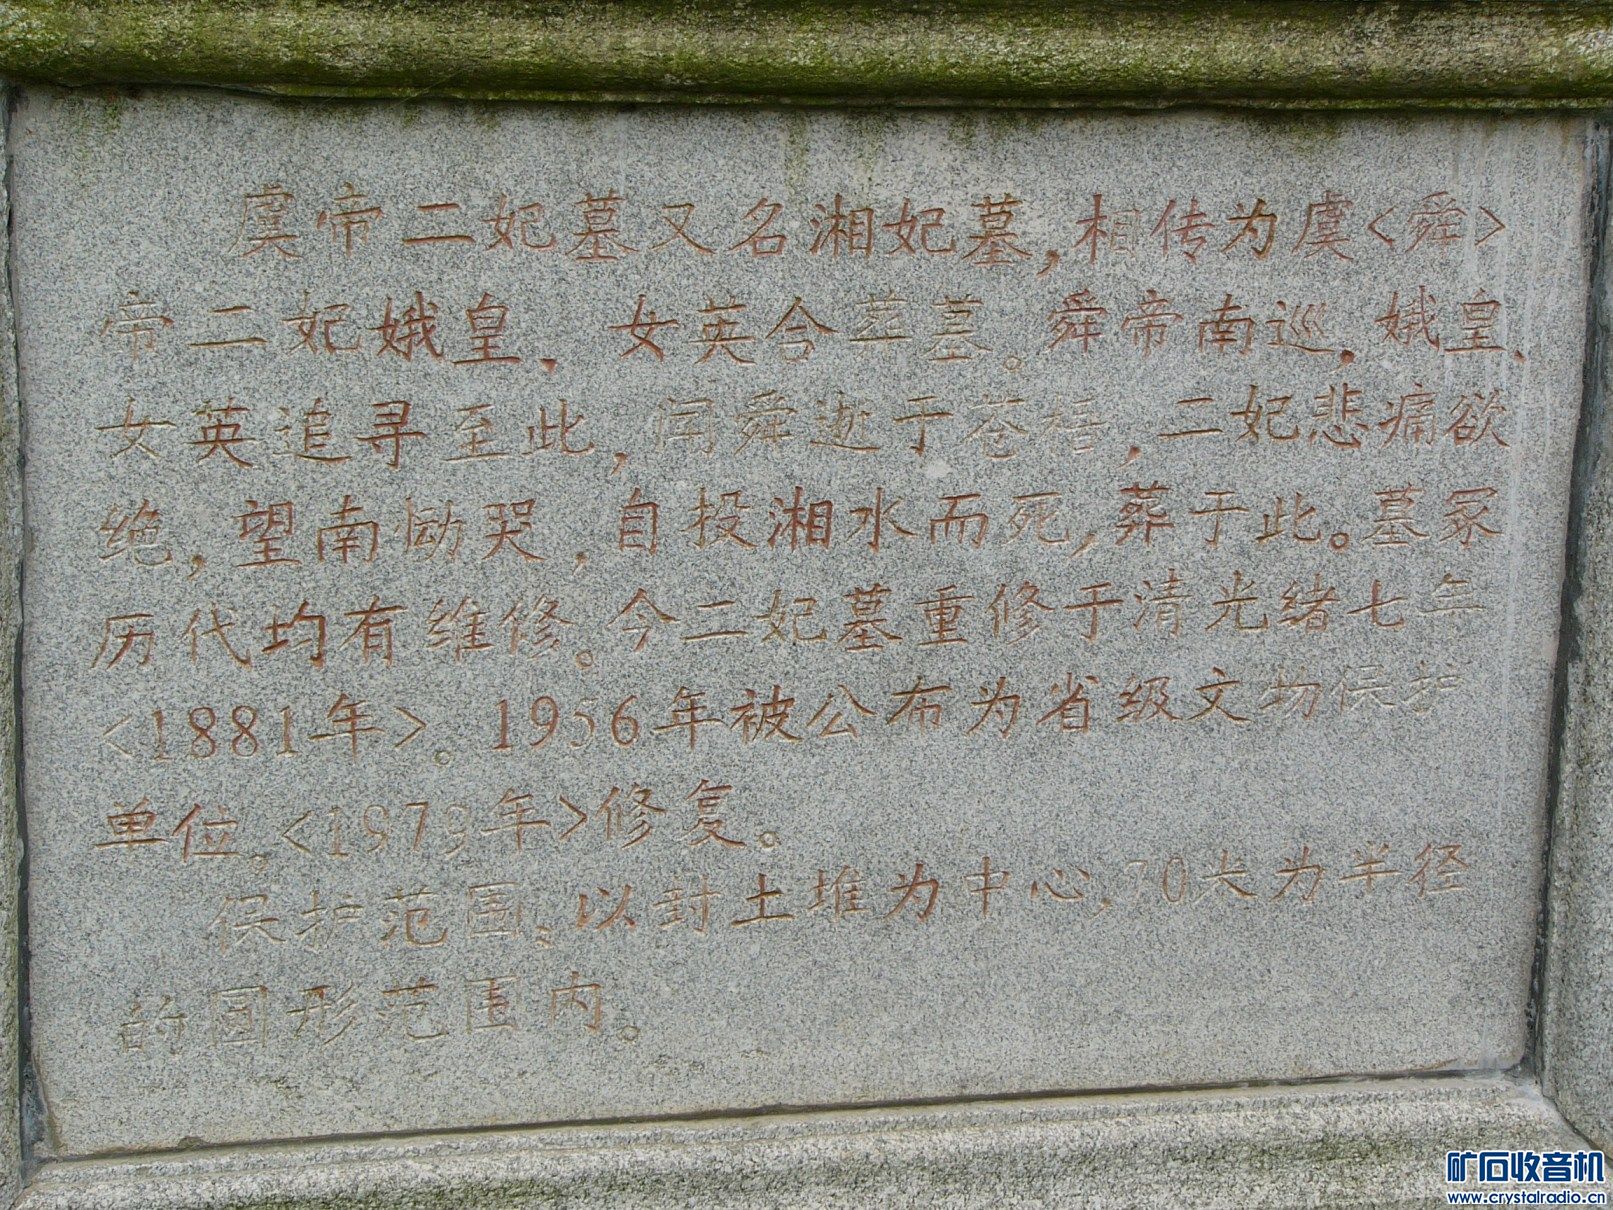 虞帝二妃墓又名湘妃墓,相传为虞<舜>
帝二妃娥皇、女英合葬墓。舜帝南巡,娥皇、
女英追寻至此,闻舜逝于苍梧,二妃悲痛欲
绝,望南恸哭,自投湘水而死,葬于此。墓冢
历代均有维修。今二妃墓重修于清光绪七年
<1881年>。1956年被公布为省级文物保护
单位。<1979年>修复。
保护范围:以封土堆为中心,70米为半径
的圆形范围内。
矿石收音机
www.crystalradio.cn